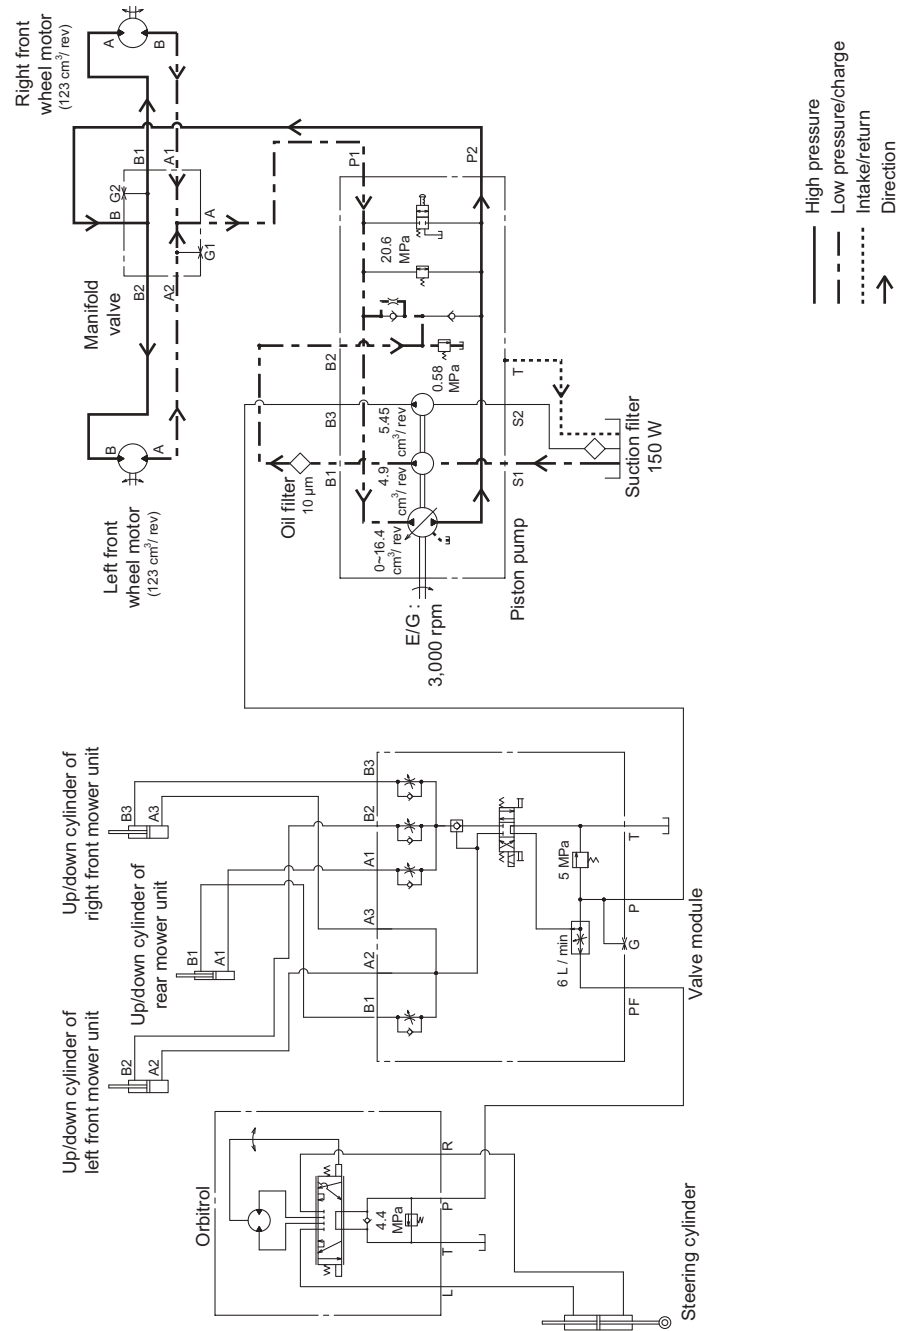 Right front
wheel motor
(123 cm³/ rev)
A
B
B1
A1
G2
B
A
G1
B2
A2
Manifold
valve
B
A
Left front
wheel motor
(123 cm³/ rev)
P1
P2
20.6
MPa
B2
0.58
MPa
T
B3
5.45
cm³/ rev
S2
B1
4.9
cm³/ rev
S1
Oil filter
10 µm
0~16.4
cm³/ rev
Suction filter
150 W
Piston pump
E/G :
3,000 rpm
High pressure
Low pressure/charge
Intake/return
Direction
Up/down cylinder of
right front mower unit
B3
A3
Up/down cylinder of
rear mower unit
B1
A1
Up/down cylinder of
left front mower unit
B2
A2
B3
B2
A1
A3
A2
B1
5 MPa
6 L / min
T
P
G
PF
Valve module
Orbitrol
4.4
MPa
R
P
T
L
Steering cylinder